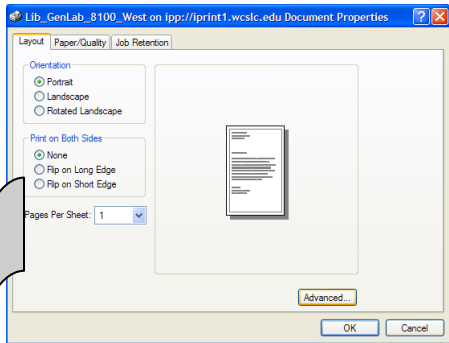 Lib_GenLab_8100_West on ipp://iprint1.wcslc.edu Document Properties
Layout Paper/Quality Job Retention
Orientation
Portrait
Landscape
Rotated Landscape
Print on Both Sides
None
Flip on Long Edge
Flip on Short Edge
Pages Per Sheet: 1
Advanced...
OK Cancel